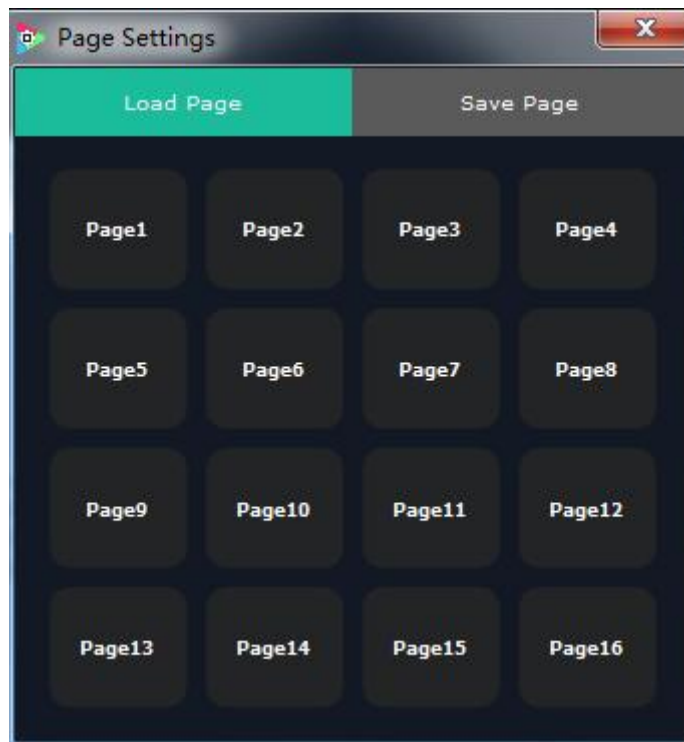 Page Settings
Load Page Save Page
Page1 Page2 Page3 Page4
Page5 Page6 Page7 Page8
Page9 Page10 Page11 Page12
Page13 Page14 Page15 Page16